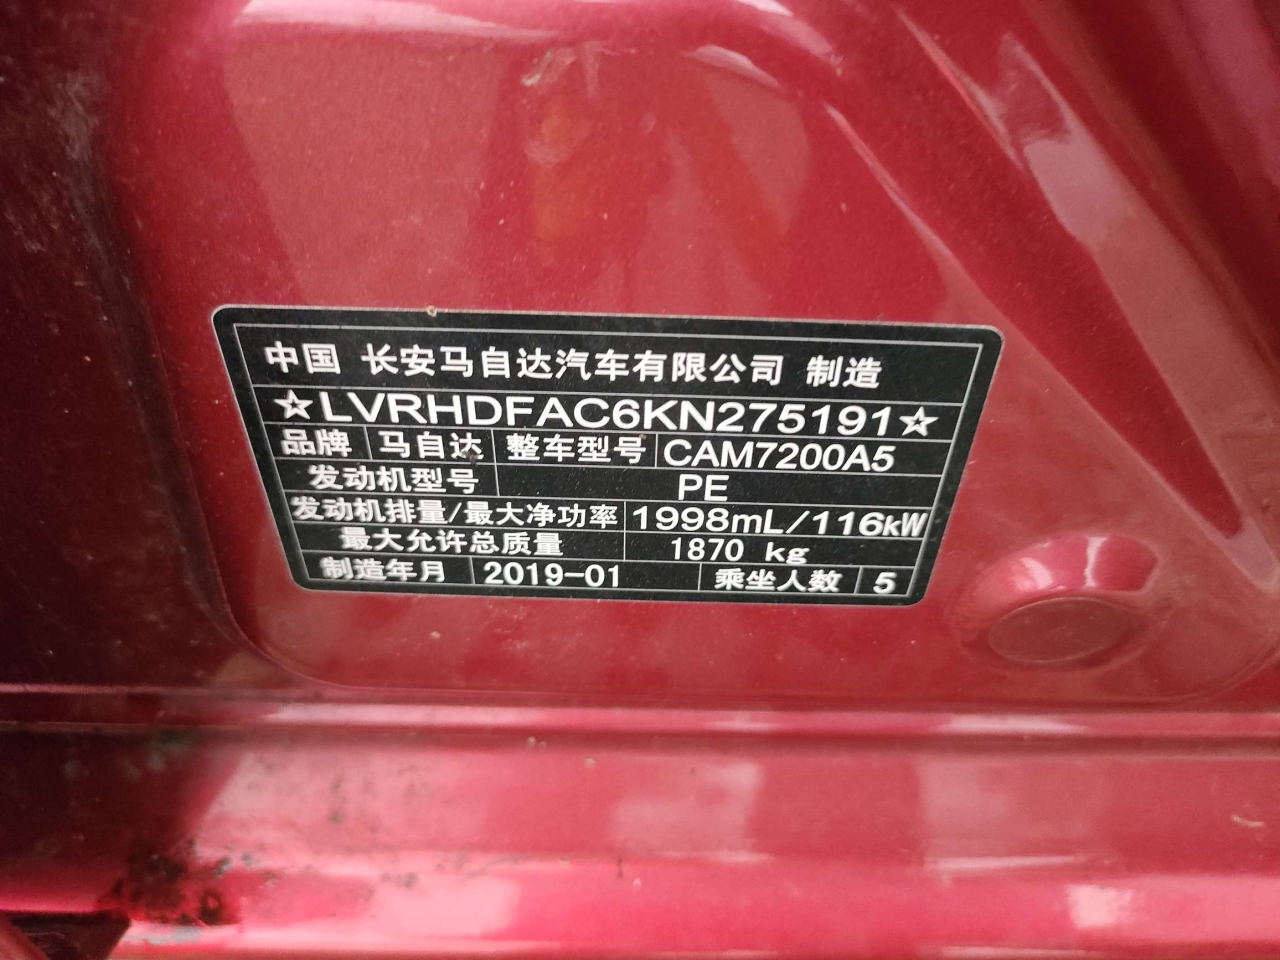 中国 长安马自达汽车有限公司 制造
☆LVRHDFAC6KN275191☆
品牌 马自达 整车型号 CAM7200A5
发动机型号 PE
发动机排量/最大净功率 1998mL/116kW
最大允许总质量 1870 kg
制造年月 2019-01 乘坐人数 5